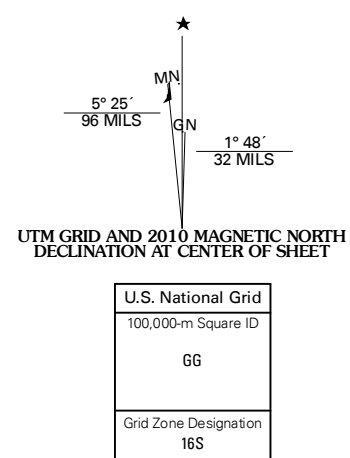 ★
MN
5° 25´
96 MILS
GN
1° 48´
32 MILS
UTM GRID AND 2010 MAGNETIC NORTH
DECLINATION AT CENTER OF SHEET
U.S. National Grid
100,000-m Square ID
GG
Grid Zone Designation
16S